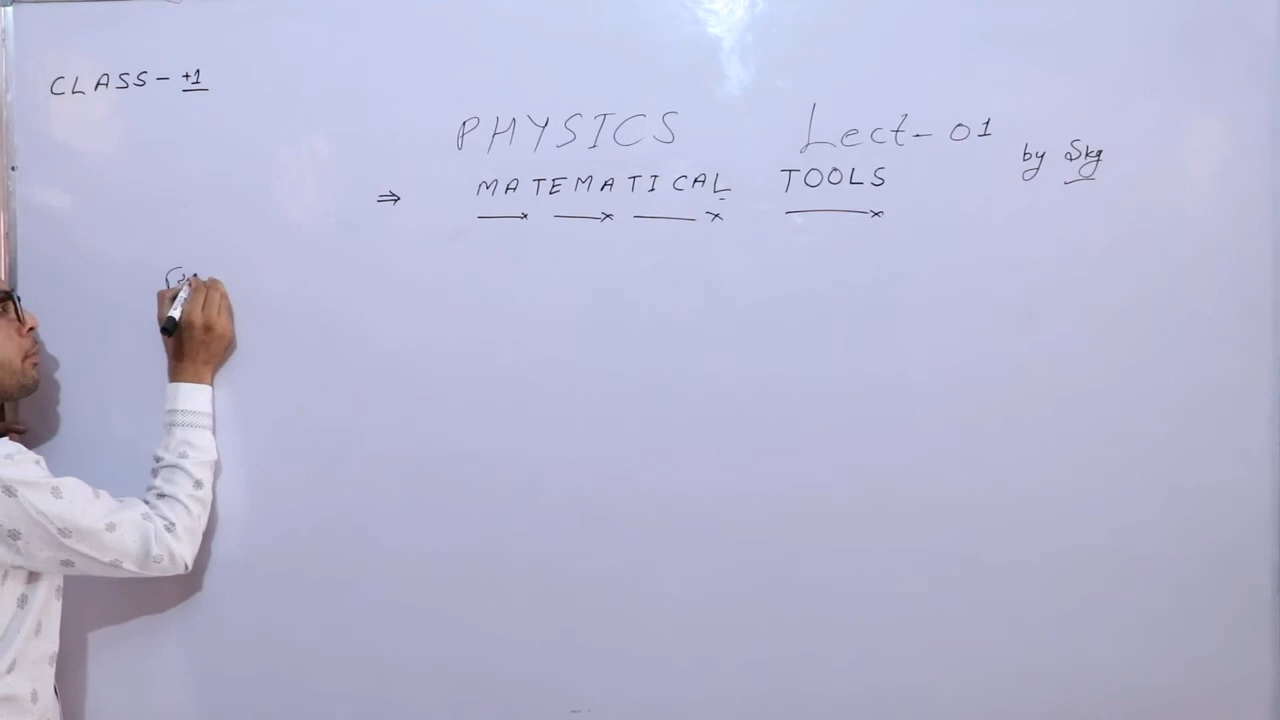 CLASS - +1
PHYSICS Lect-01
by Skg
⇒ MATEMATICAL TOOLS